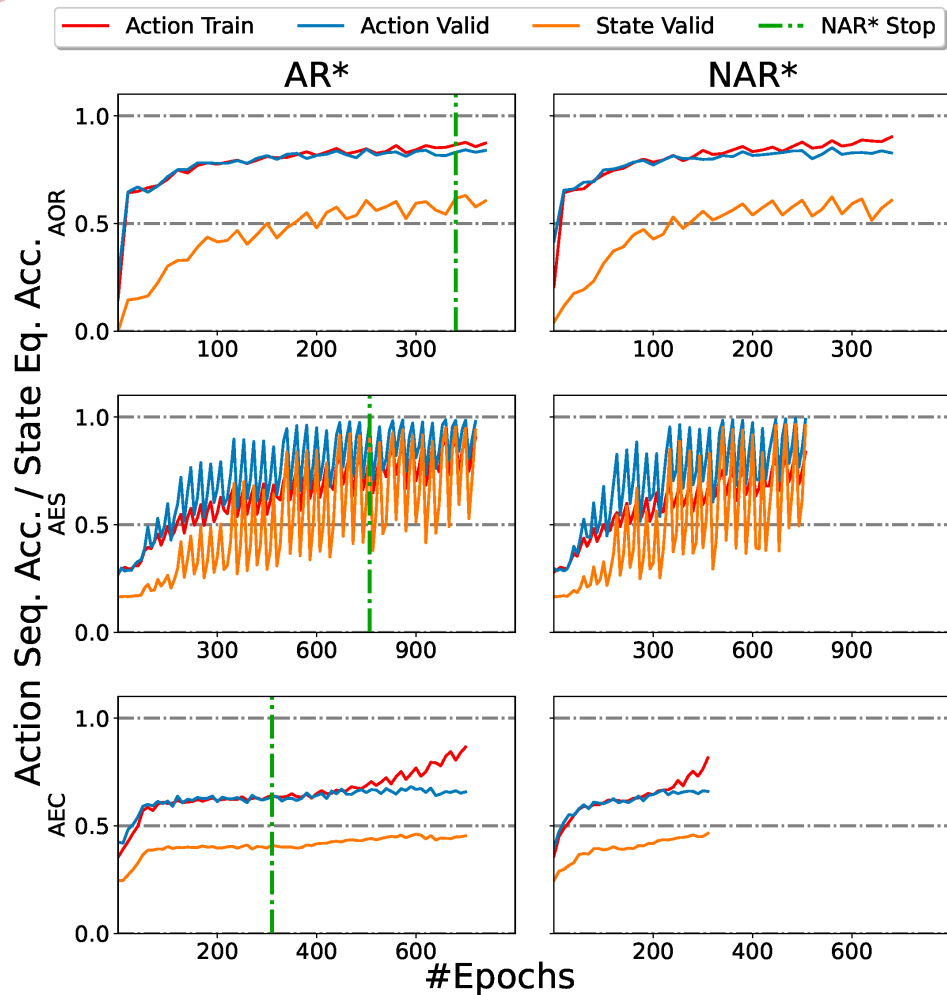 Action Train Action Valid State Valid NAR* Stop
AR* NAR*
Action Seq. Acc. / State Eq. Acc.
AOR
1.0
0.5
0.0
100 200 300 100 200 300
AES
1.0
0.5
0.0
300 600 900 300 600 900
AEC
1.0
0.5
0.0
200 400 600 200 400 600
#Epochs